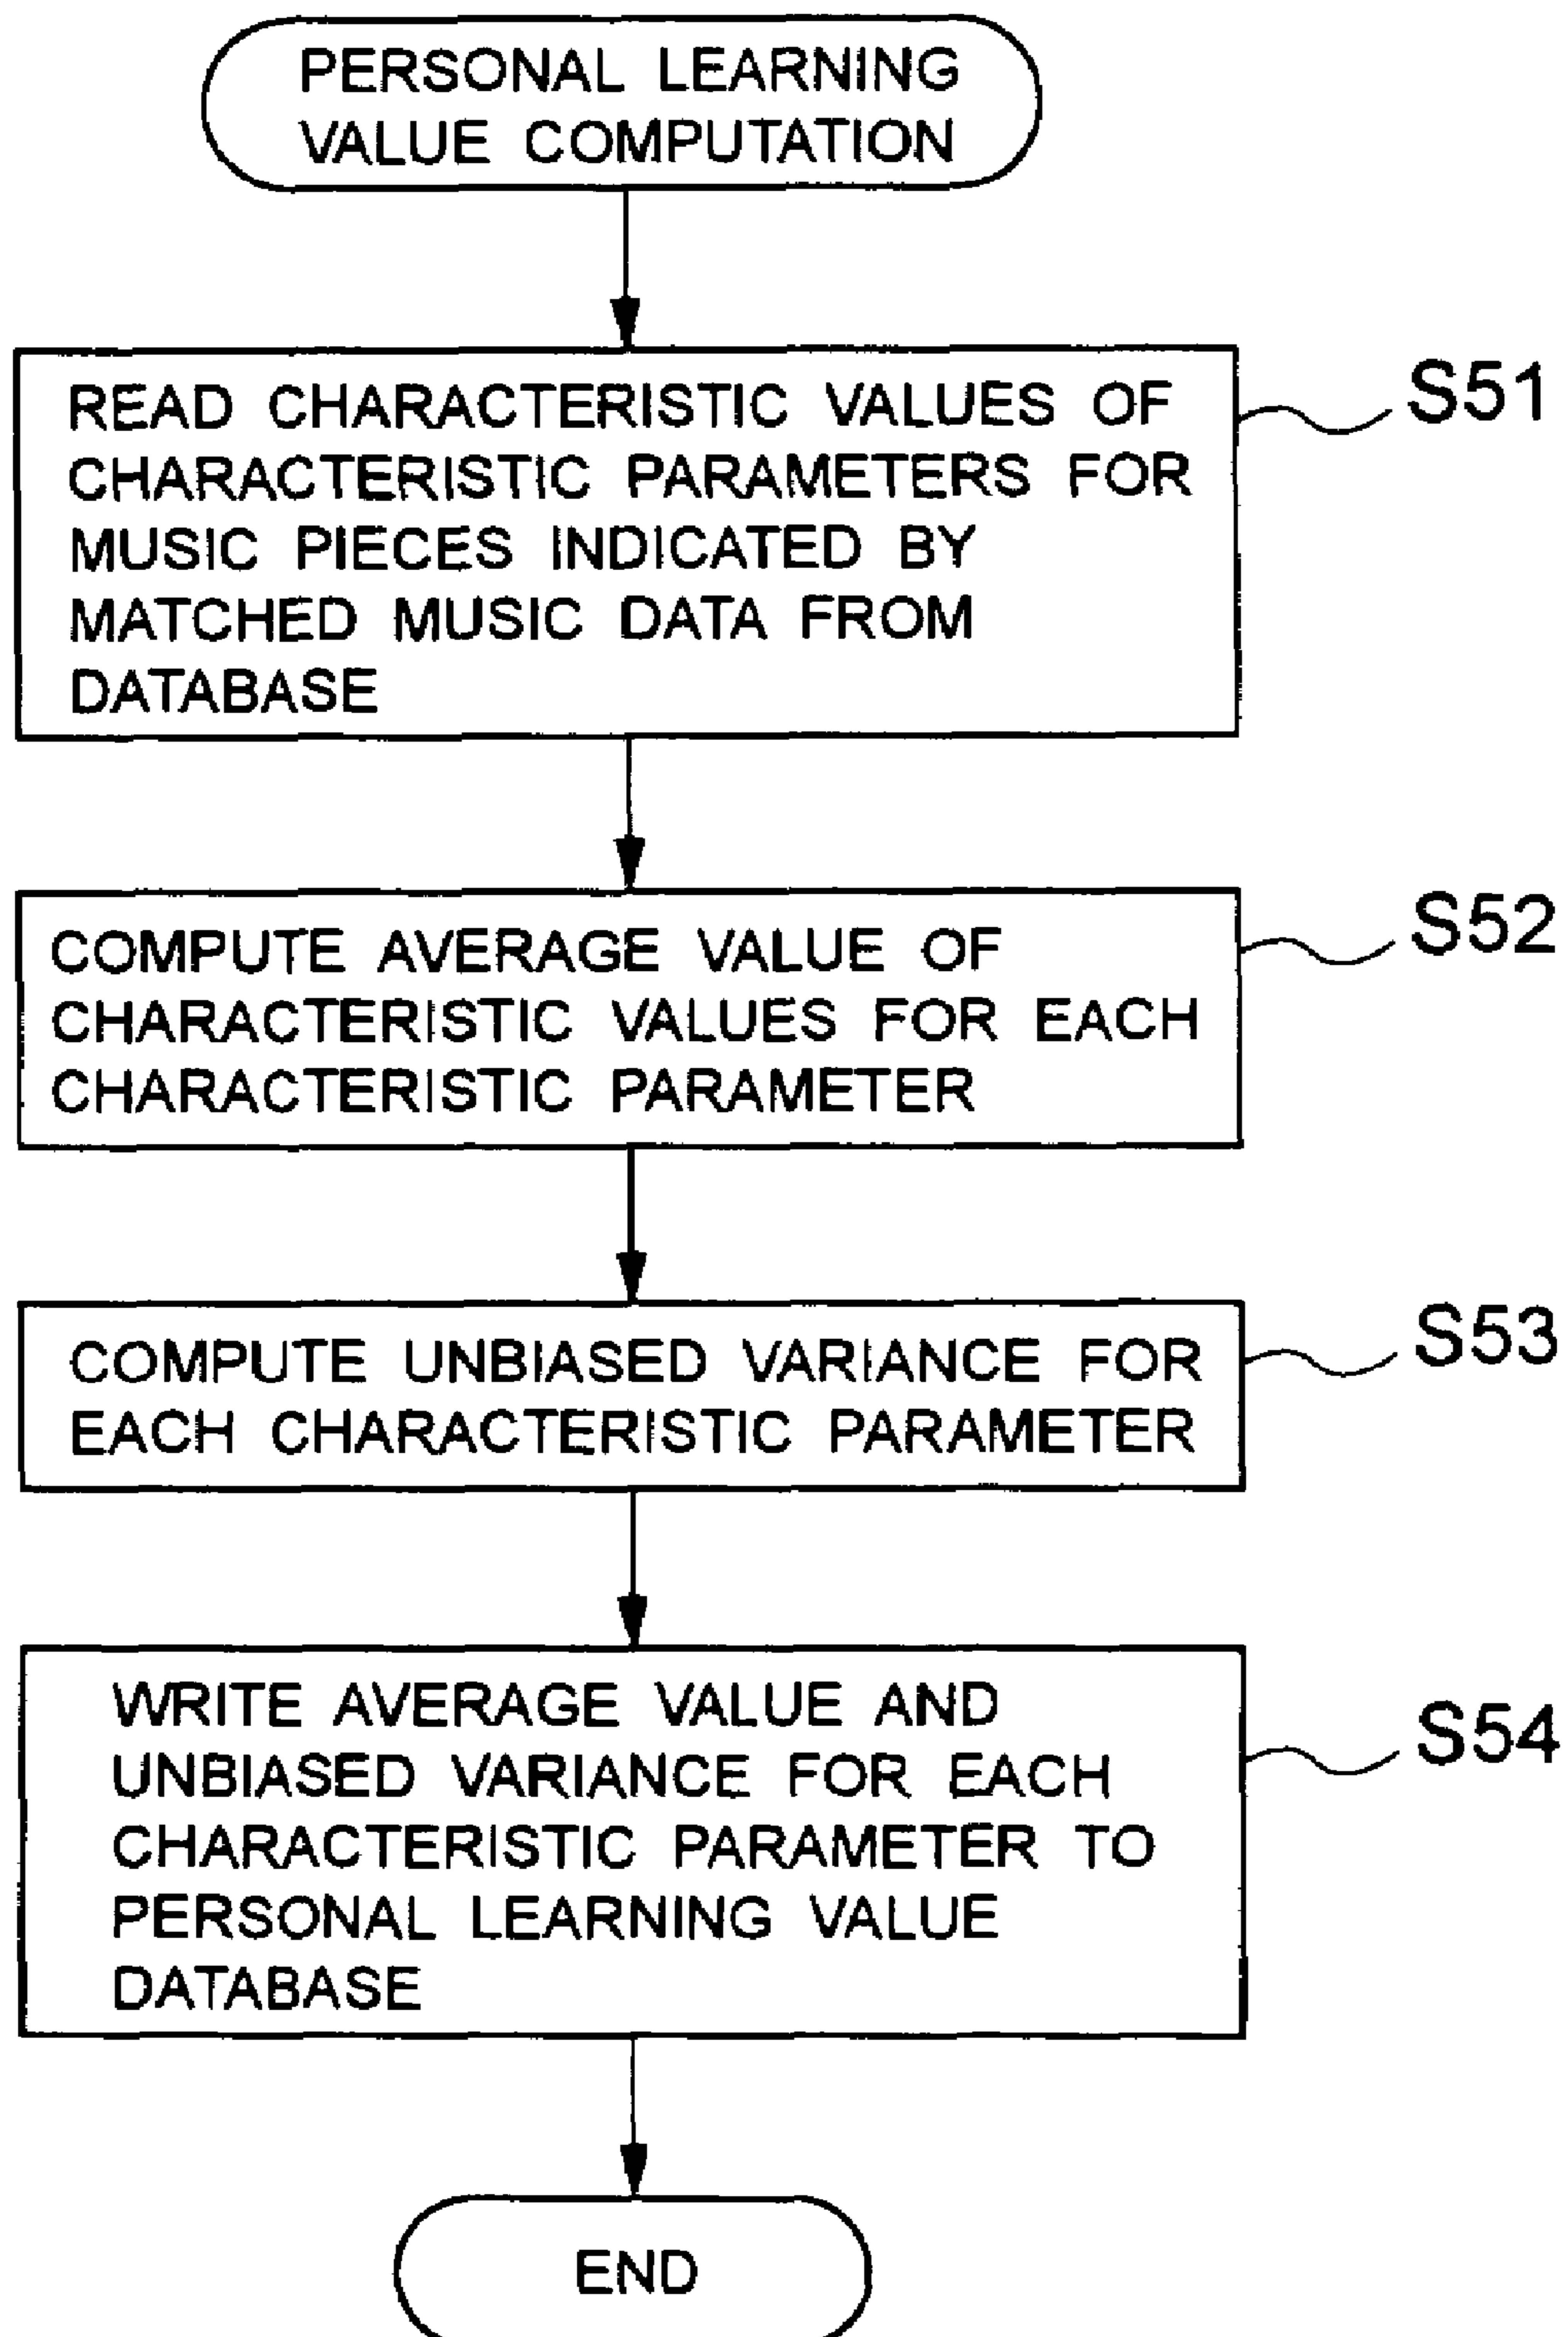 PERSONAL LEARNING
VALUE COMPUTATION
READ CHARACTERISTIC VALUES OF
CHARACTERISTIC PARAMETERS FOR
MUSIC PIECES INDICATED BY
MATCHED MUSIC DATA FROM
DATABASE
S51
COMPUTE AVERAGE VALUE OF
CHARACTERISTIC VALUES FOR EACH
CHARACTERISTIC PARAMETER
S52
COMPUTE UNBIASED VARIANCE FOR
EACH CHARACTERISTIC PARAMETER
S53
WRITE AVERAGE VALUE AND
UNBIASED VARIANCE FOR EACH
CHARACTERISTIC PARAMETER TO
PERSONAL LEARNING VALUE
DATABASE
S54
END